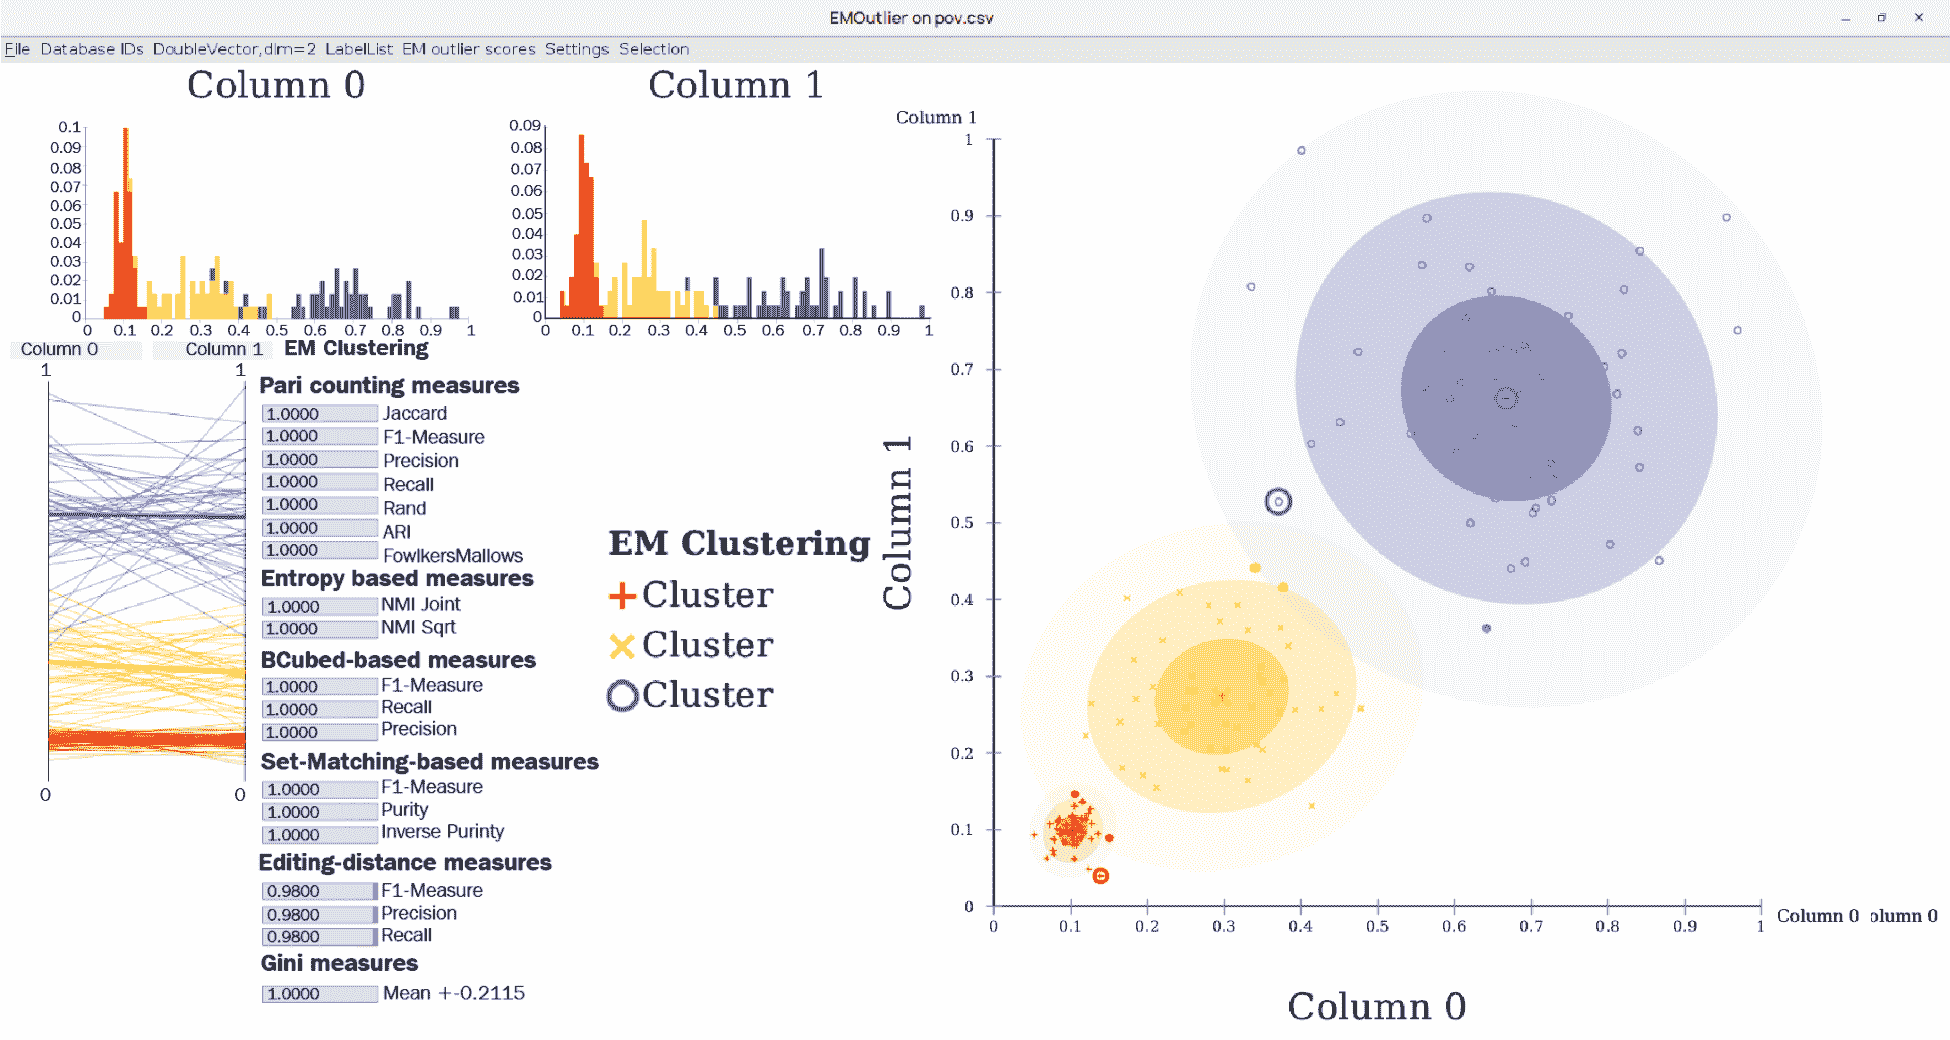 EMOutlier on pov.csv
File Database IDs DoubleVector,dlm=2 LabelList EM outlier scores Settings Selection
Column 0
0.1
0.09
0.08
0.07
0.06
0.05
0.04
0.03
0.02
0.01
0
0 0.1 0.2 0.3 0.4 0.5 0.6 0.7 0.8 0.9 1
Column 1
0.09
0.08
0.07
0.06
0.05
0.04
0.03
0.02
0.01
0
0 0.1 0.2 0.3 0.4 0.5 0.6 0.7 0.8 0.9 1
Column 0 Column 1
1 1
0 0
EM Clustering
Pari counting measures
1.0000 Jaccard
1.0000 F1-Measure
1.0000 Precision
1.0000 Recall
1.0000 Rand
1.0000 ARI
1.0000 FowlkersMallows
Entropy based measures
1.0000 NMI Joint
1.0000 NMI Sqrt
BCubed-based measures
1.0000 F1-Measure
1.0000 Recall
1.0000 Precision
Set-Matching-based measures
1.0000 F1-Measure
1.0000 Purity
1.0000 Inverse Purinty
Editing-distance measures
0.9800 F1-Measure
0.9800 Precision
0.9800 Recall
Gini measures
1.0000 Mean +-0.2115
EM Clustering
Cluster
Cluster
Cluster
Column 1
Column 1
1
0.9
0.8
0.7
0.6
0.5
0.4
0.3
0.2
0.1
0
0 0.1 0.2 0.3 0.4 0.5 0.6 0.7 0.8 0.9 1
Column 0 olumn 0
Column 0